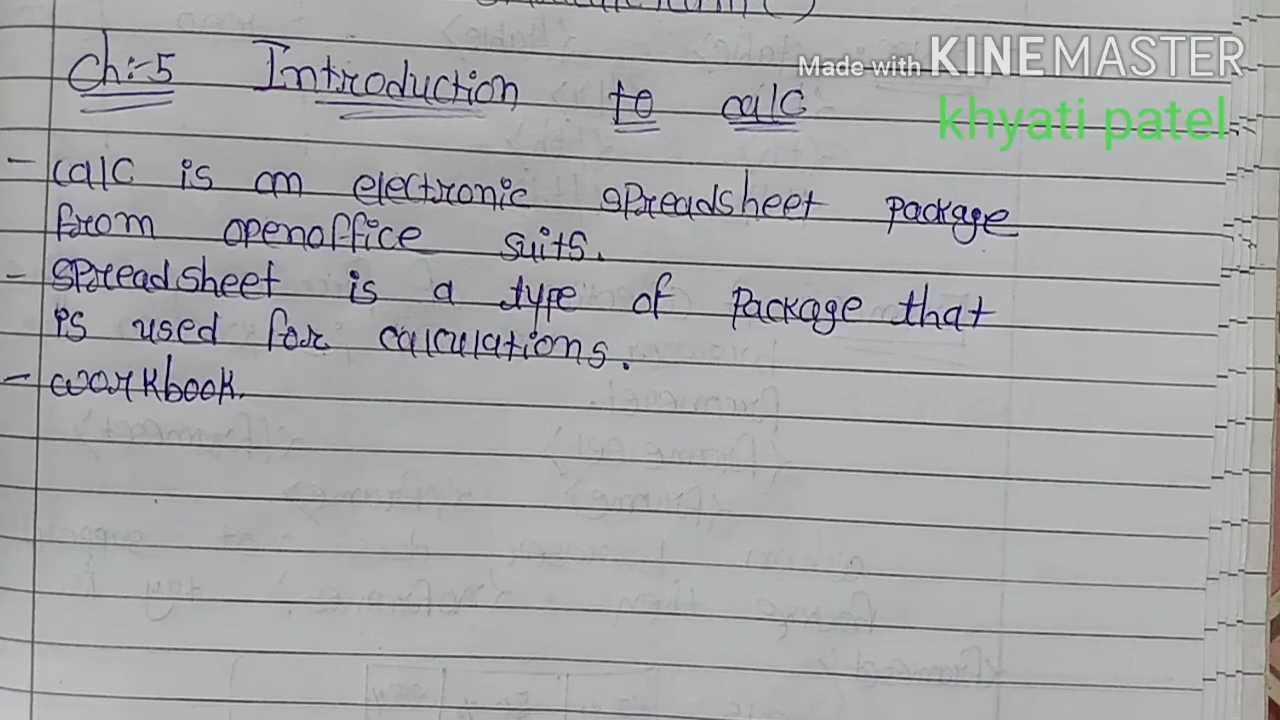 Ch:-5 Introduction to calc
Made with KINEMASTER
khyati patel
- calc is an electronic spreadsheet package
from openoffice suits.
- spreadsheet is a type of package that
is used for calculations.
- workbook.